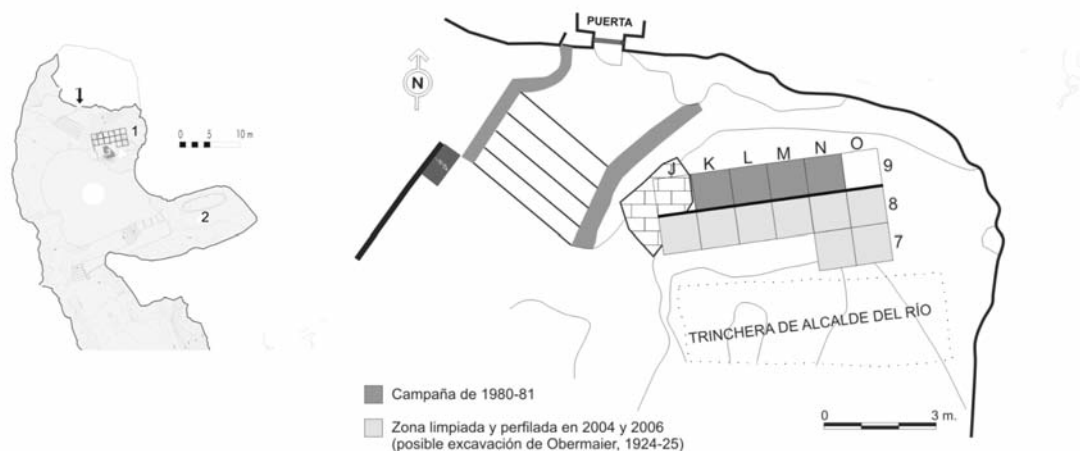 1
0 5 10 m
1
2
N
PUERTA
J K L M N O
9
8
7
TRINCHERA DE ALCALDE DEL RÍO
Campaña de 1980-81
Zona limpiada y perfilada en 2004 y 2006
(posible excavación de Obermaier, 1924-25)
0 3 m.